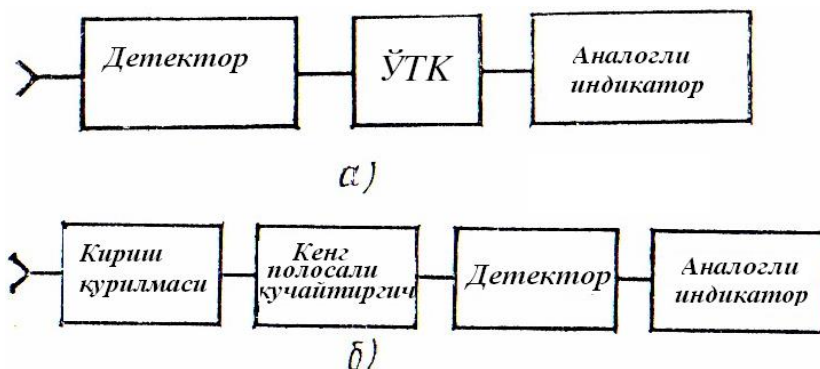 Детектор
ЎТК
Аналогли
индикатор
а)
Кириш
қурилмаси
Кенг
полосали
кучайтиргич
Детектор
Аналогли
индикатор
б)